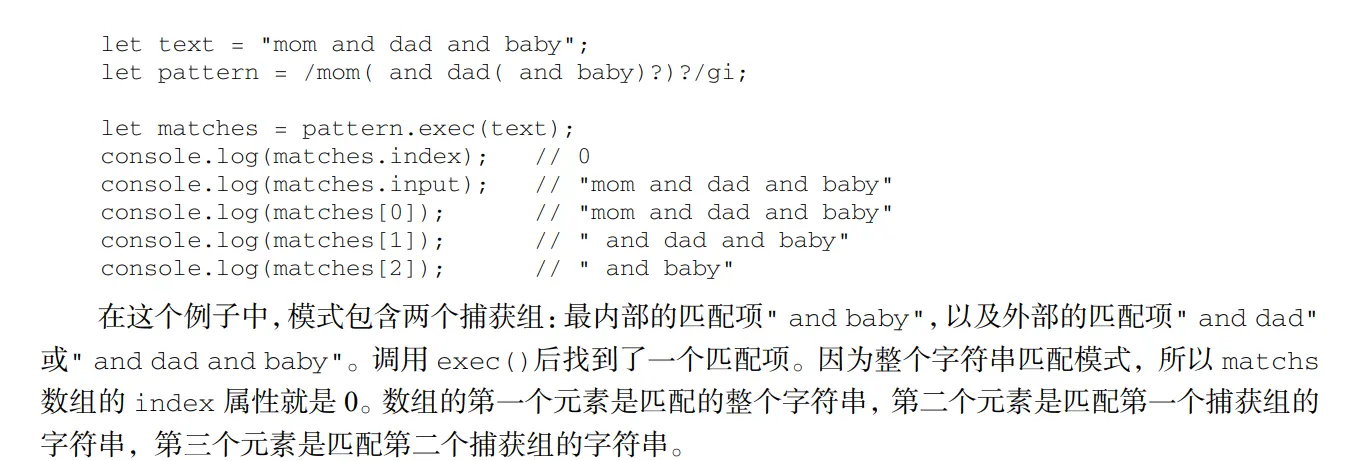 let text = "mom and dad and baby";
let pattern = /mom( and dad( and baby)?)?/gi;
let matches = pattern.exec(text);
console.log(matches.index);   // 0
console.log(matches.input);   // "mom and dad and baby"
console.log(matches[0]);      // "mom and dad and baby"
console.log(matches[1]);      // " and dad and baby"
console.log(matches[2]);      // " and baby"
在这个例子中，模式包含两个捕获组：最内部的匹配项" and baby"，以及外部的匹配项" and dad"
或" and dad and baby"。调用 exec()后找到了一个匹配项。因为整个字符串匹配模式，所以 matchs
数组的 index 属性就是 0。数组的第一个元素是匹配的整个字符串，第二个元素是匹配第一个捕获组的
字符串，第三个元素是匹配第二个捕获组的字符串。